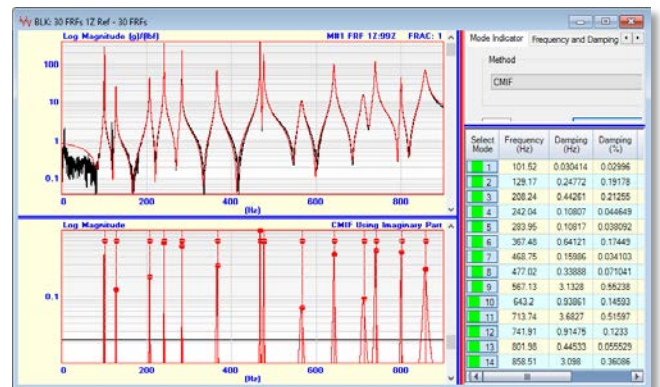 BLK: 30 FRFs 1Z Ref - 30 FRFs
Log Magnitude (g)/(lbf) M#1 FRF 1Z:99Z FRAC: 1
100
10
1
0.1
0 200 400 600 800
(Hz)
Log Magnitude CMIF Using Imaginary Part
0.1
0 200 400 600 800
(Hz)
Mode Indicator Frequency and Damping
Method
CMIF
Select Mode Frequency (Hz) Damping (Hz) Damping (%)
1 101.52 0.030414 0.02996
2 129.17 0.24772 0.19178
3 208.24 0.44261 0.21255
4 242.04 0.10807 0.044649
5 283.95 0.10817 0.038092
6 367.48 0.64121 0.17449
7 468.75 0.15986 0.034103
8 477.02 0.33888 0.071041
9 567.13 3.1328 0.55238
10 643.2 0.93861 0.14593
11 713.74 3.6827 0.51597
12 741.91 0.91475 0.1233
13 801.98 0.44533 0.055529
14 858.51 3.098 0.36086